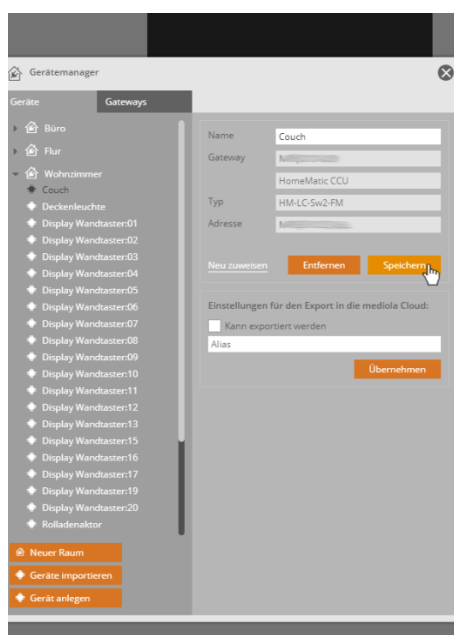 Gerätemanager
Geräte Gateways
Büro
Flur
Wohnzimmer
Couch
Deckenleuchte
Display Wandtaster:01
Display Wandtaster:02
Display Wandtaster:03
Display Wandtaster:04
Display Wandtaster:05
Display Wandtaster:06
Display Wandtaster:07
Display Wandtaster:08
Display Wandtaster:09
Display Wandtaster:10
Display Wandtaster:11
Display Wandtaster:12
Display Wandtaster:13
Display Wandtaster:15
Display Wandtaster:16
Display Wandtaster:17
Display Wandtaster:19
Display Wandtaster:20
Rolladenaktor
Neuer Raum
Geräte importieren
Gerät anlegen
Name Couch
Gateway
HomeMatic CCU
Typ HM-LC-Sw2-FM
Adresse
Neu zuweisen Entfernen Speichern
Einstellungen für den Export in die mediola Cloud:
Kann exportiert werden
Alias
Übernehmen